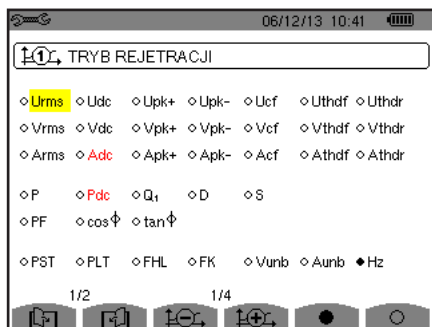 06/12/13 10:41
1 TRYB REJETRACJI
Urms Udc Upk+ Upk- Ucf Uthdf Uthdr
Vrms Vdc Vpk+ Vpk- Vcf Vthdf Vthdr
Arms Adc Apk+ Apk- Acf Athdf Athdr
P Pdc Q₁ D S
PF cosΦ tanΦ
PST PLT FHL FK Vunb Aunb Hz
1/2 1/4